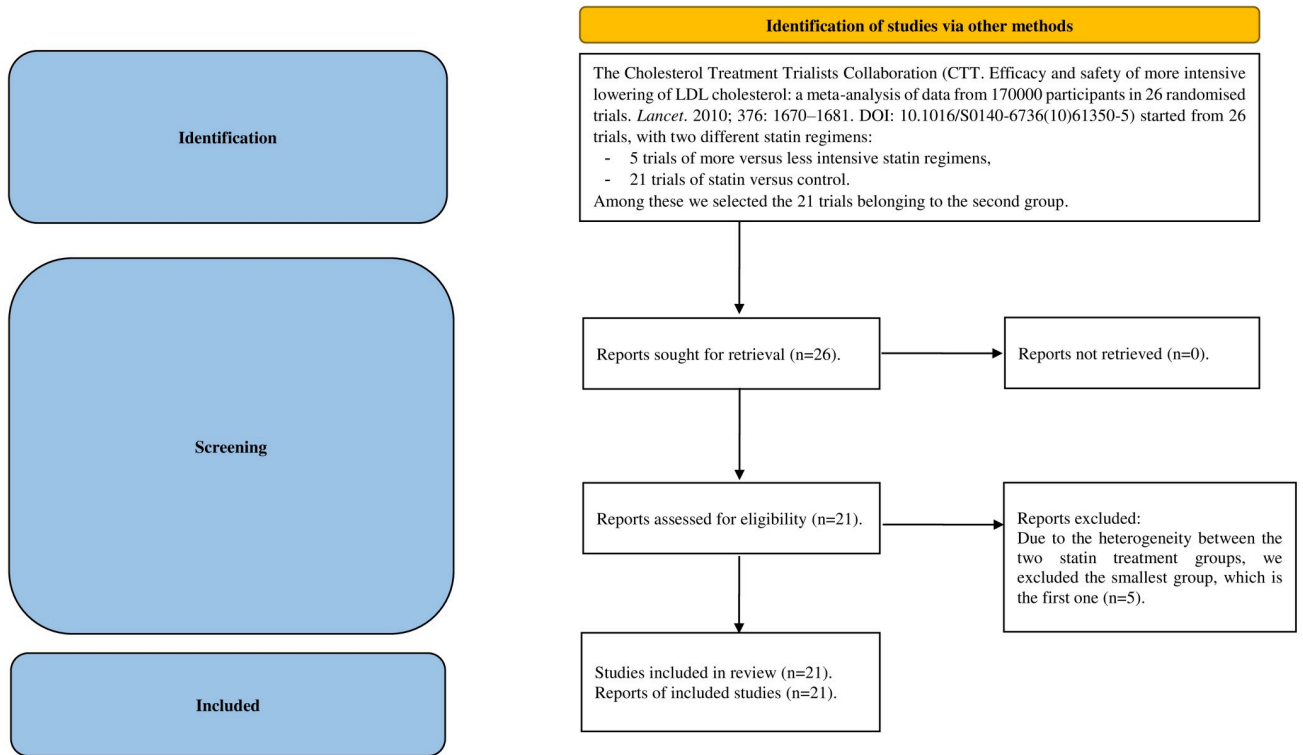 Identification of studies via other methods
Identification
The Cholesterol Treatment Trialists Collaboration (CTT. Efficacy and safety of more intensive
lowering of LDL cholesterol: a meta-analysis of data from 170000 participants in 26 randomised
trials. Lancet. 2010; 376: 1670–1681. DOI: 10.1016/S0140-6736(10)61350-5) started from 26
trials, with two different statin regimens:
- 5 trials of more versus less intensive statin regimens,
- 21 trials of statin versus control.
Among these we selected the 21 trials belonging to the second group.
Screening
Reports sought for retrieval (n=26).
Reports not retrieved (n=0).
Reports assessed for eligibility (n=21).
Reports excluded:
Due to the heterogeneity between the
two statin treatment groups, we
excluded the smallest group, which is
the first one (n=5).
Included
Studies included in review (n=21).
Reports of included studies (n=21).